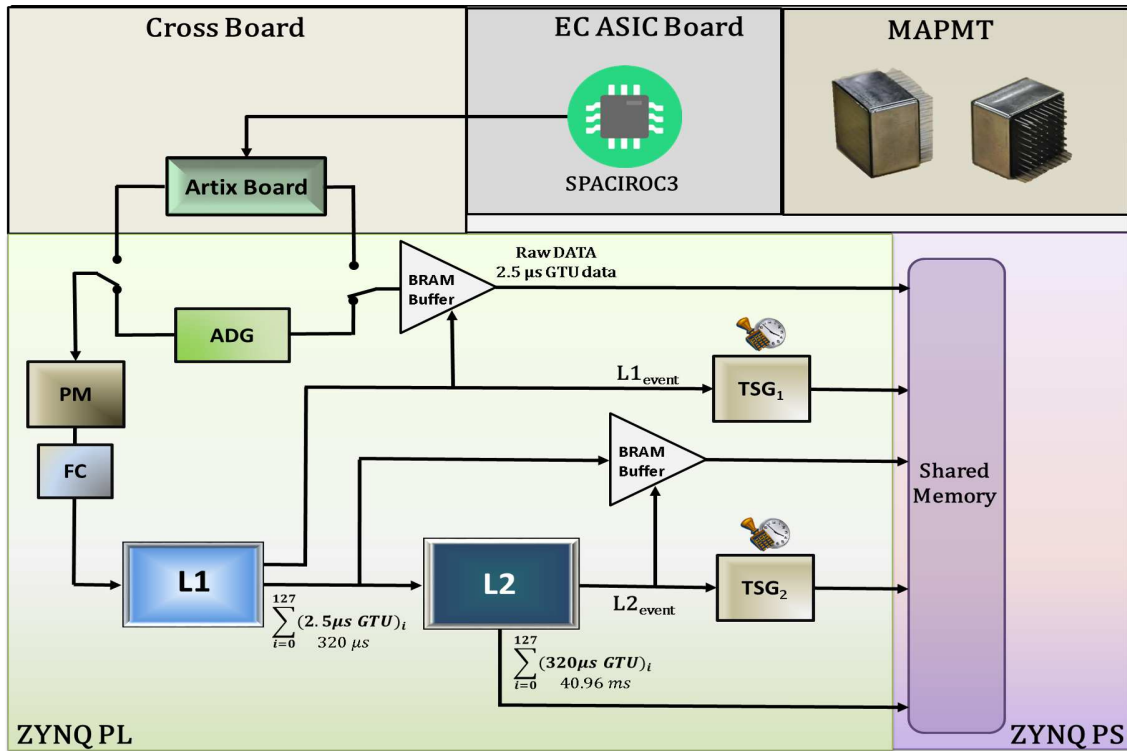 Cross Board
EC ASIC Board
MAPMT
SPACIROC3
Artix Board
Raw DATA
2.5 μs GTU data
BRAM
Buffer
ADG
PM
FC
L1event
TSG1
BRAM
Buffer
Shared
Memory
L1
L2
L2event
TSG2
127
∑(2.5μs GTU)i
i=0
320 μs
127
∑(320μs GTU)i
i=0
40.96 ms
ZYNQ PL
ZYNQ PS